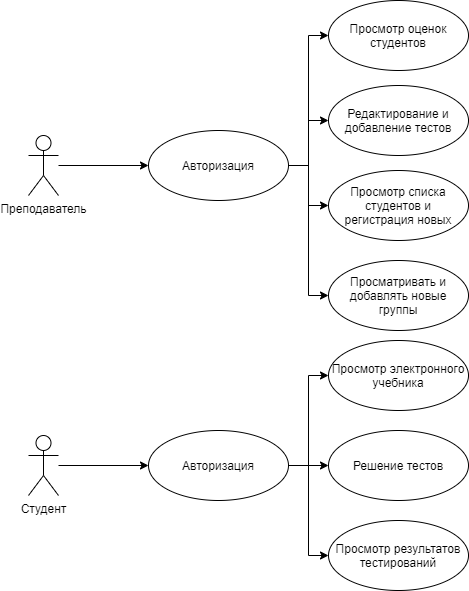 Просмотр оценок
студентов
Редактирование и
добавление тестов
Авторизация
Преподаватель
Просмотр списка
студентов и
регистрация новых
Просматривать и
добавлять новые
группы
Просмотр электронного
учебника
Авторизация
Решение тестов
Студент
Просмотр результатов
тестирований